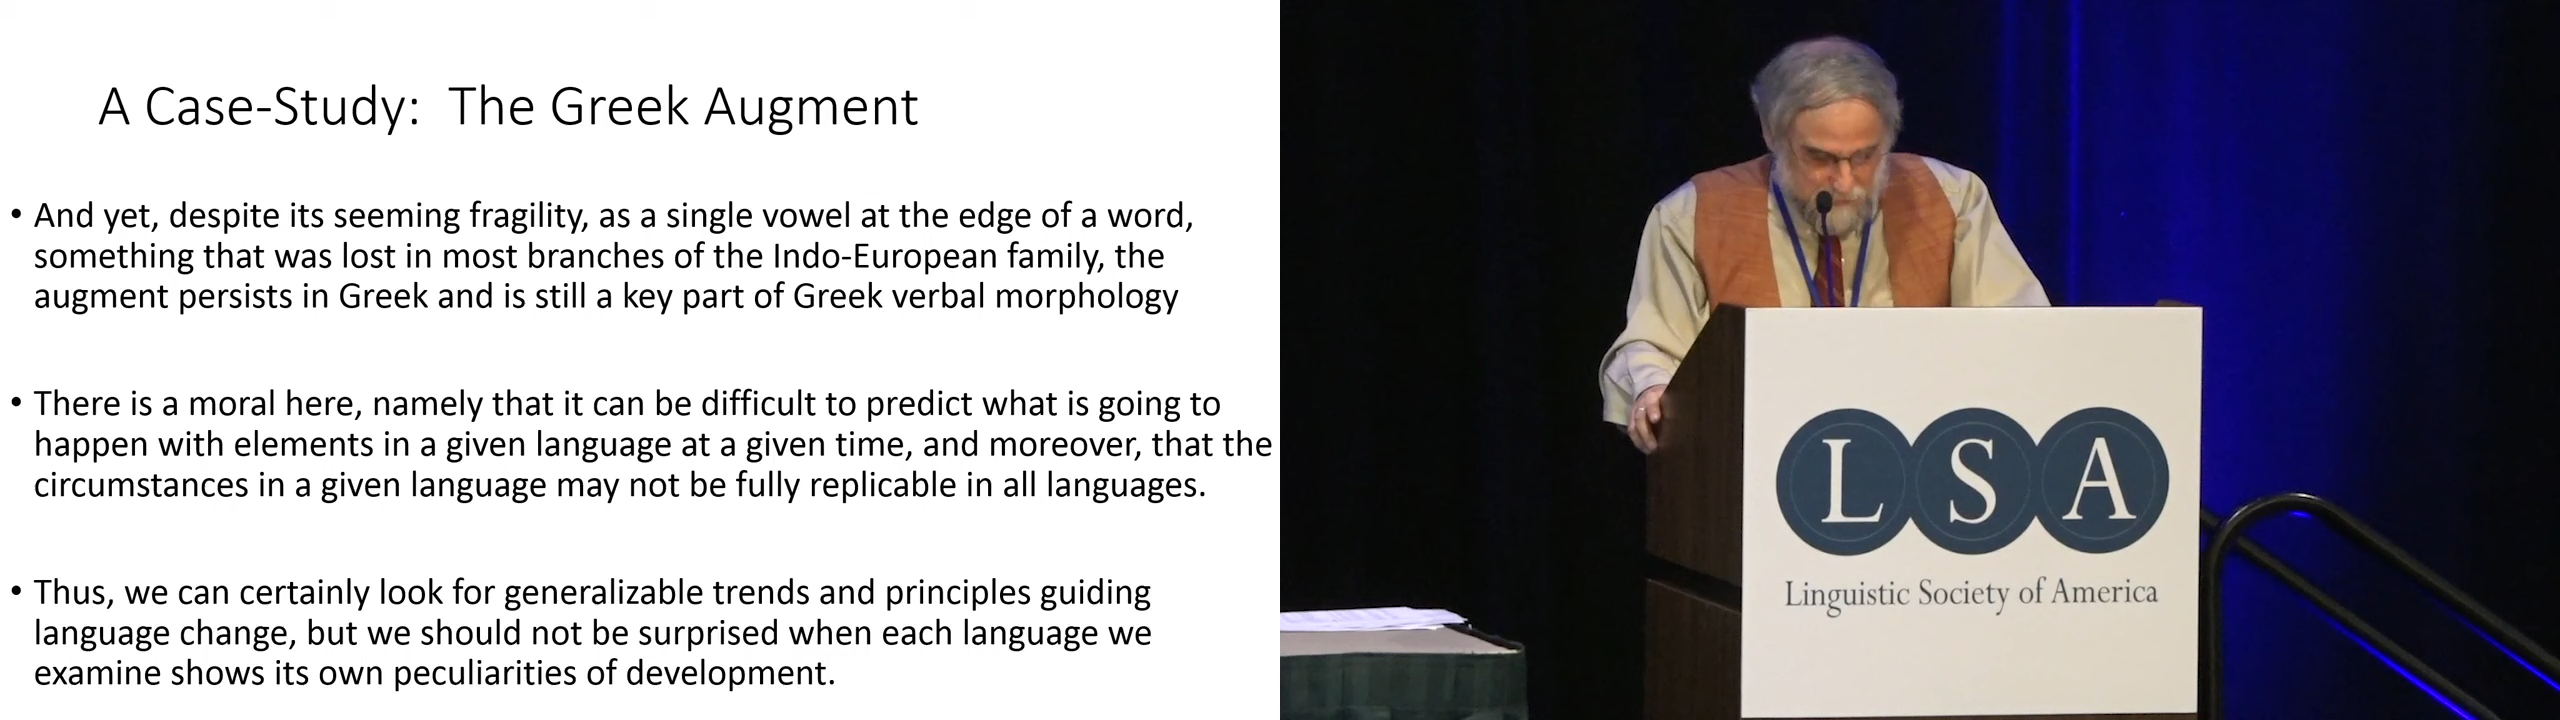 A Case-Study:  The Greek Augment
• And yet, despite its seeming fragility, as a single vowel at the edge of a word,
something that was lost in most branches of the Indo-European family, the
augment persists in Greek and is still a key part of Greek verbal morphology
• There is a moral here, namely that it can be difficult to predict what is going to
happen with elements in a given language at a given time, and moreover, that the
circumstances in a given language may not be fully replicable in all languages.
• Thus, we can certainly look for generalizable trends and principles guiding
language change, but we should not be surprised when each language we
examine shows its own peculiarities of development.
LSA
Linguistic Society of America